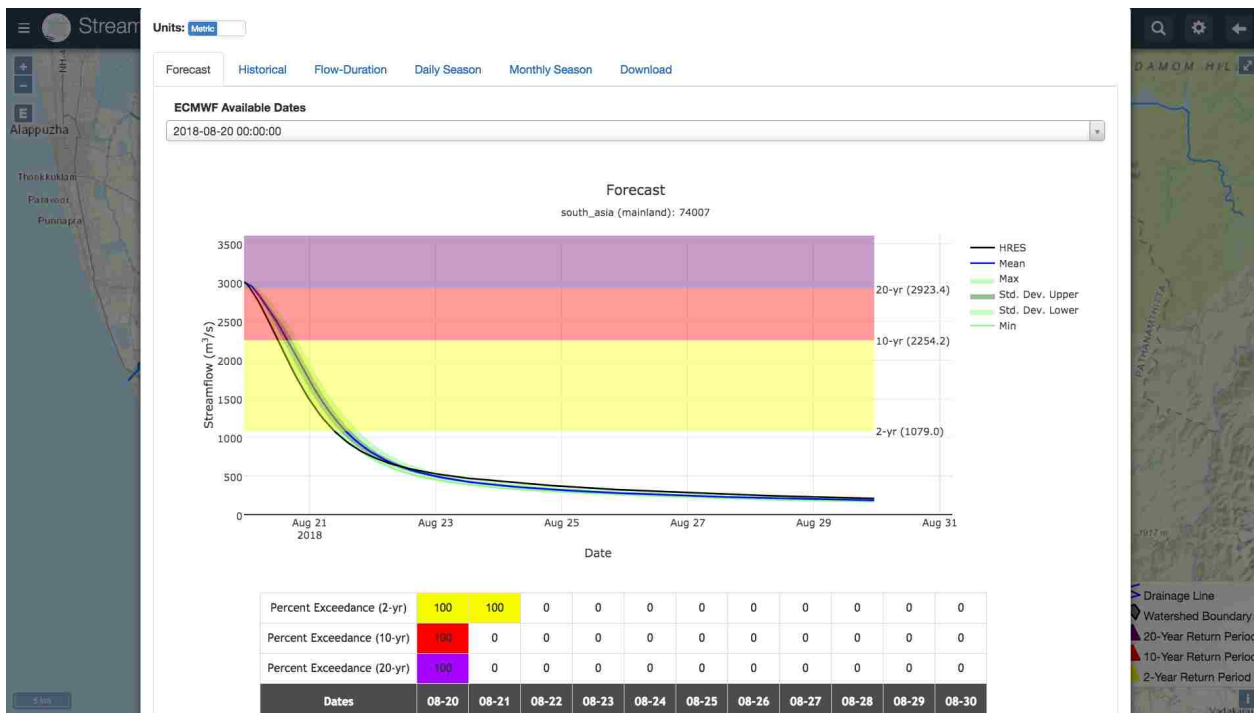 Stream
Units: Metric
Forecast Historical Flow-Duration Daily Season Monthly Season Download
ECMWF Available Dates
2018-08-20 00:00:00
Forecast
south_asia (mainland): 74007
Streamflow (m³/s)
3500
3000
2500
2000
1500
1000
500
0
20-yr (2923.4)
10-yr (2254.2)
2-yr (1079.0)
HRES
Mean
Max
Std. Dev. Upper
Std. Dev. Lower
Min
Aug 21 Aug 23 Aug 25 Aug 27 Aug 29 Aug 31
2018
Date
Percent Exceedance (2-yr) 100 100 0 0 0 0 0 0 0 0 0
Percent Exceedance (10-yr) 100 0 0 0 0 0 0 0 0 0 0
Percent Exceedance (20-yr) 100 0 0 0 0 0 0 0 0 0 0
Dates 08-20 08-21 08-22 08-23 08-24 08-25 08-26 08-27 08-28 08-29 08-30
+
−
E
NH
Alappuzha
Thookkukulam
Paravoor
Punnapra
5 km
DAMOM HIL
PATHANAMTHITTA
1917 m
Drainage Line
Watershed Boundary
20-Year Return Period
10-Year Return Period
2-Year Return Period
i